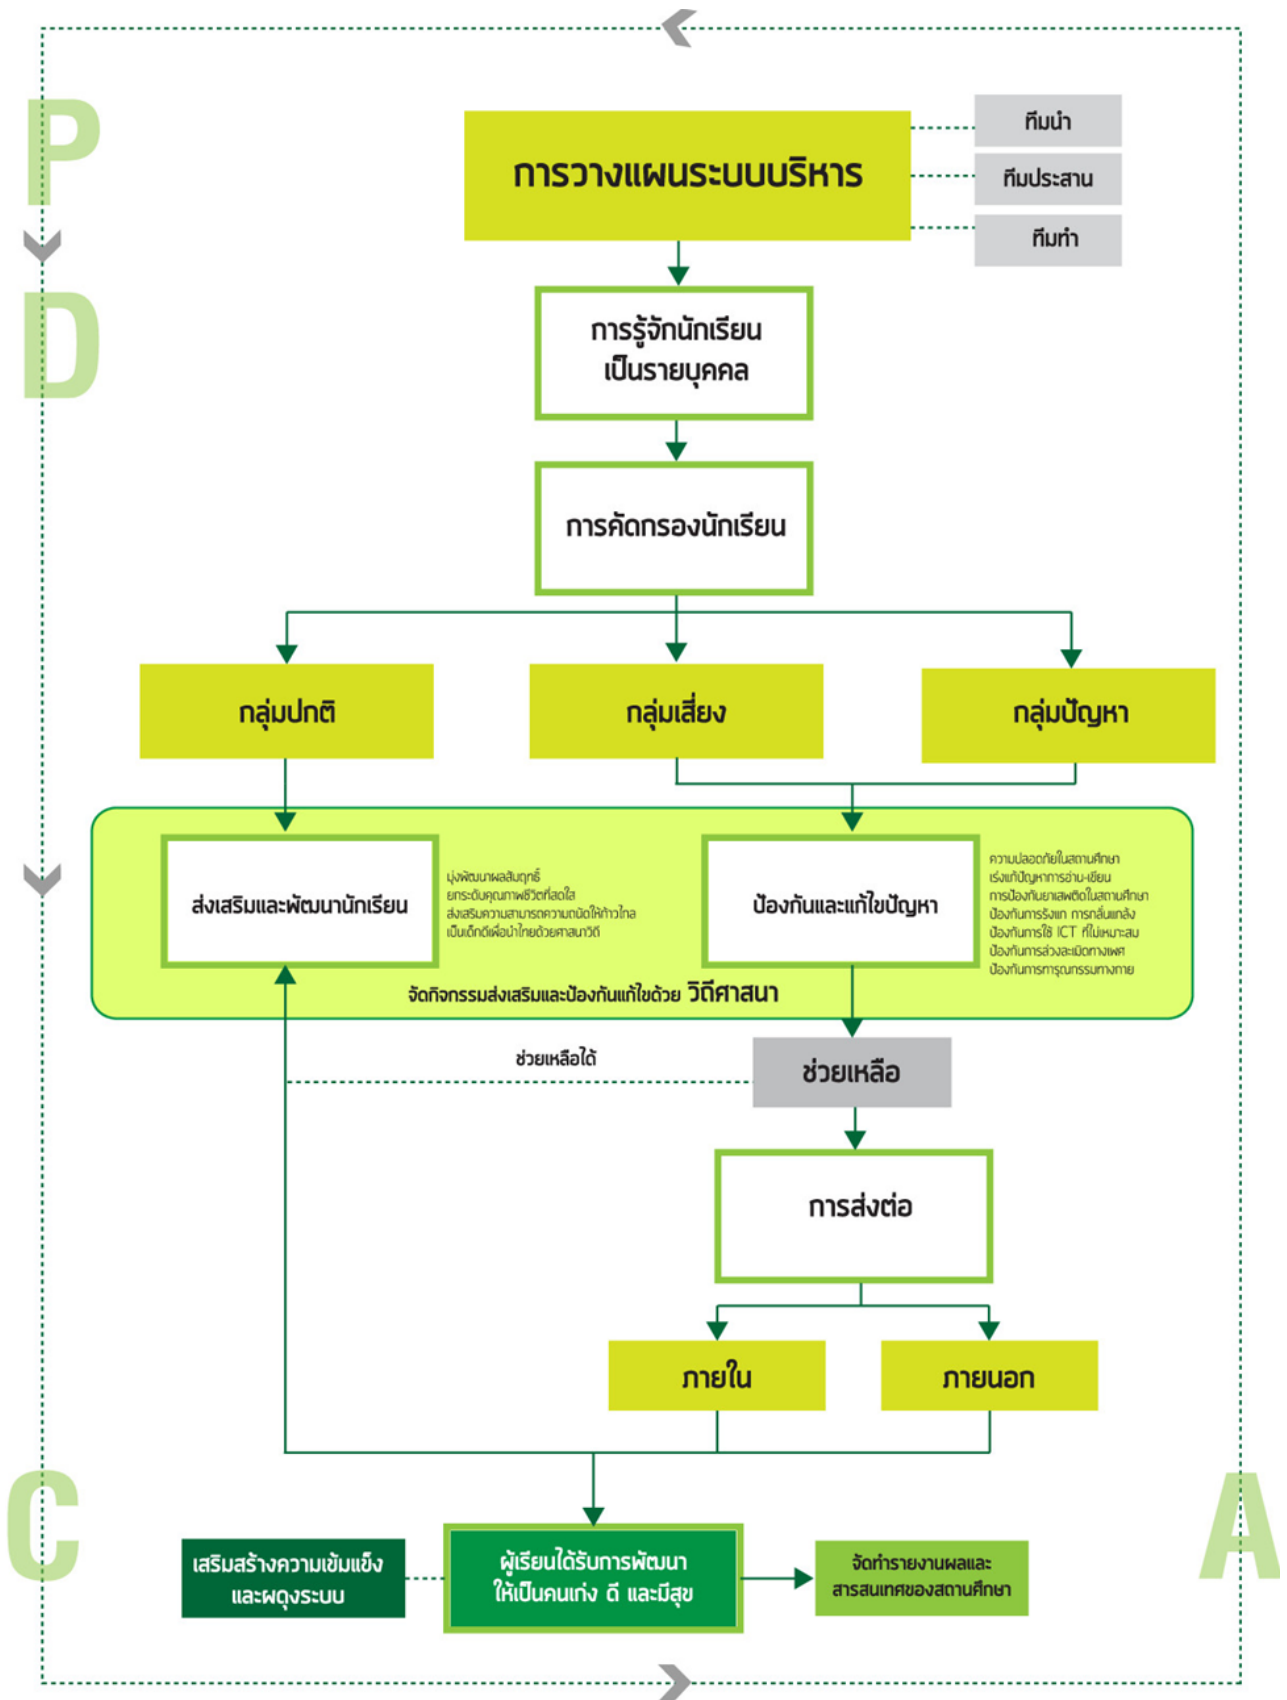 P
การวางแผนระบบบริหาร
ทีมนำ
ทีมประสาน
ทีมทำ
D
การรู้จักนักเรียน
เป็นรายบุคคล
การคัดกรองนักเรียน
กลุ่มปกติ
กลุ่มเสี่ยง
กลุ่มปัญหา
ส่งเสริมและพัฒนานักเรียน
มุ่งพัฒนาผลสัมฤทธิ์
ยกระดับคุณภาพชีวิตที่สดใส
ส่งเสริมความสามารถความถนัดให้ก้าวไกล
เป็นเด็กดีเพื่อนำไทยด้วยศาสนาวิถี
ป้องกันและแก้ไขปัญหา
ความปลอดภัยในสถานศึกษา
เร่งแก้ปัญหาการอ่าน-เขียน
การป้องกันยาเสพติดในสถานศึกษา
ป้องกันการรังแก การกลั่นแกล้ง
ป้องกันการใช้ ICT ที่ไม่เหมาะสม
ป้องกันการล่วงละเมิดทางเพศ
ป้องกันการทารุณกรรมทางกาย
จัดกิจกรรมส่งเสริมและป้องกันแก้ไขด้วย วิถีศาสนา
ช่วยเหลือได้
ช่วยเหลือ
การส่งต่อ
ภายใน
ภายนอก
C
A
เสริมสร้างความเข้มแข็ง
และผดุงระบบ
ผู้เรียนได้รับการพัฒนา
ให้เป็นคนเก่ง ดี และมีสุข
จัดทำรายงานผลและ
สารสนเทศของสถานศึกษา